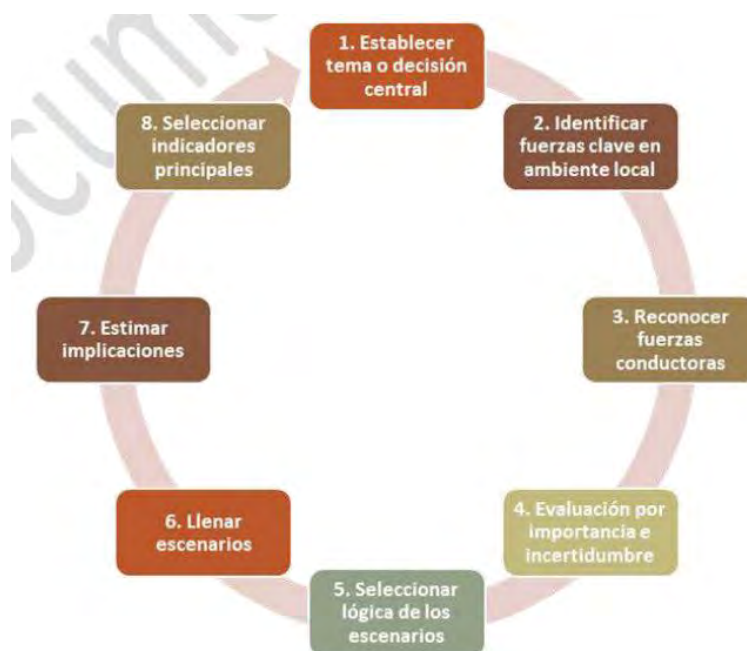 1. Establecer
tema o decisión
central
2. Identificar
fuerzas clave en
ambiente local
3. Reconocer
fuerzas
conductoras
4. Evaluación por
importancia e
incertidumbre
5. Seleccionar
lógica de los
escenarios
6. Llenar
escenarios
7. Estimar
implicaciones
8. Seleccionar
indicadores
principales